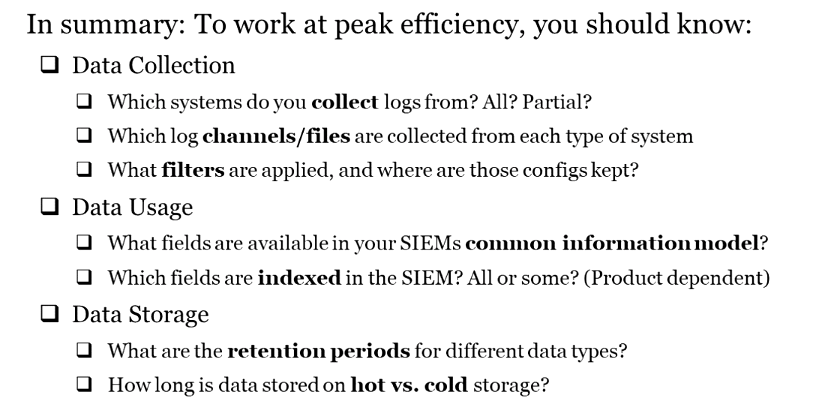 In summary: To work at peak efficiency, you should know:
❑ Data Collection
❑ Which systems do you collect logs from? All? Partial?
❑ Which log channels/files are collected from each type of system
❑ What filters are applied, and where are those configs kept?
❑ Data Usage
❑ What fields are available in your SIEMs common information model?
❑ Which fields are indexed in the SIEM? All or some? (Product dependent)
❑ Data Storage
❑ What are the retention periods for different data types?
❑ How long is data stored on hot vs. cold storage?